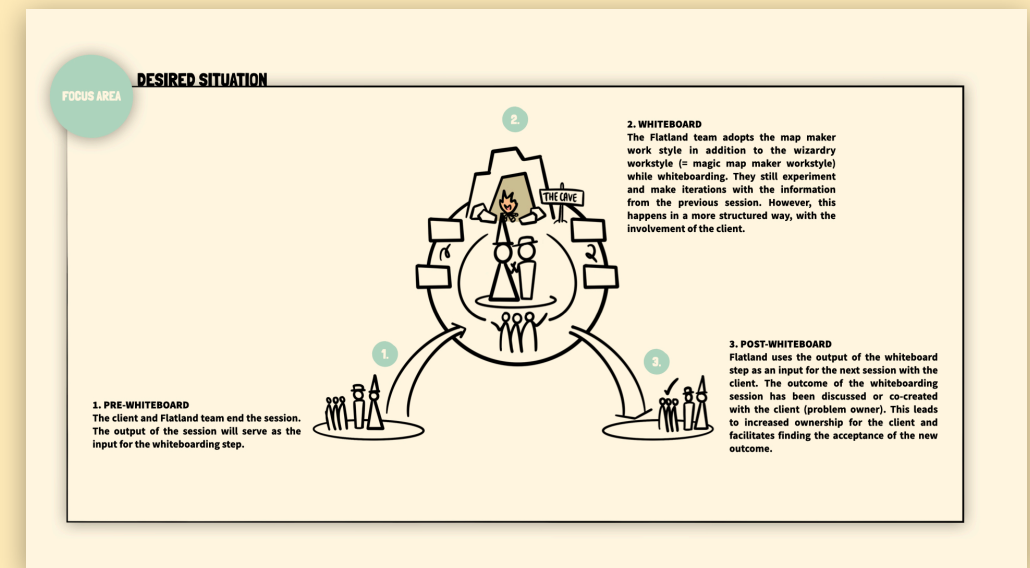 DESIRED SITUATION
FOCUS AREA
2.
2. WHITEBOARD
The Flatland team adopts the map maker
work style in addition to the wizardry
workstyle (= magic map maker workstyle)
while whiteboarding. They still experiment
and make iterations with the information
from the previous session. However, this
happens in a more structured way, with the
involvement of the client.
THE CAVE
1.
1. PRE-WHITEBOARD
The client and Flatland team end the session.
The output of the session will serve as the
input for the whiteboarding step.
3.
3. POST-WHITEBOARD
Flatland uses the output of the whiteboard
step as an input for the next session with the
client. The outcome of the whiteboarding
session has been discussed or co-created
with the client (problem owner). This leads
to increased ownership for the client and
facilitates finding the acceptance of the new
outcome.